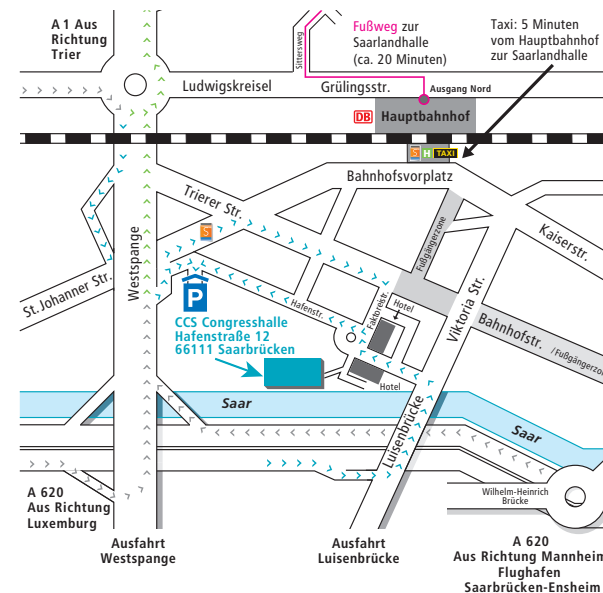 A 1 Aus
Richtung
Trier
Sittersweg
Fußweg zur
Saarlandhalle
(ca. 20 Minuten)
Taxi: 5 Minuten
vom Hauptbahnhof
zur Saarlandhalle
Ludwigskreisel
Grülingsstr.
Ausgang Nord
DB
Hauptbahnhof
S H TAXI
Bahnhofsvorplatz
Trierer Str.
S
Fußgängerzone
Kaiserstr.
Westspange
St.Johanner Str.
P
Hafenstr.
Faktoreistr.
Hotel
Viktoria Str.
Bahnhofstr.
/Fußgängerzone
CCS Congresshalle
Hafenstraße 12
66111 Saarbrücken
Hotel
Saar
Luisenbrücke
Saar
A 620
Aus Richtung
Luxemburg
Wilhelm-Heinrich
Brücke
Ausfahrt
Westspange
Ausfahrt
Luisenbrücke
A 620
Aus Richtung Mannheim
Flughafen
Saarbrücken-Ensheim